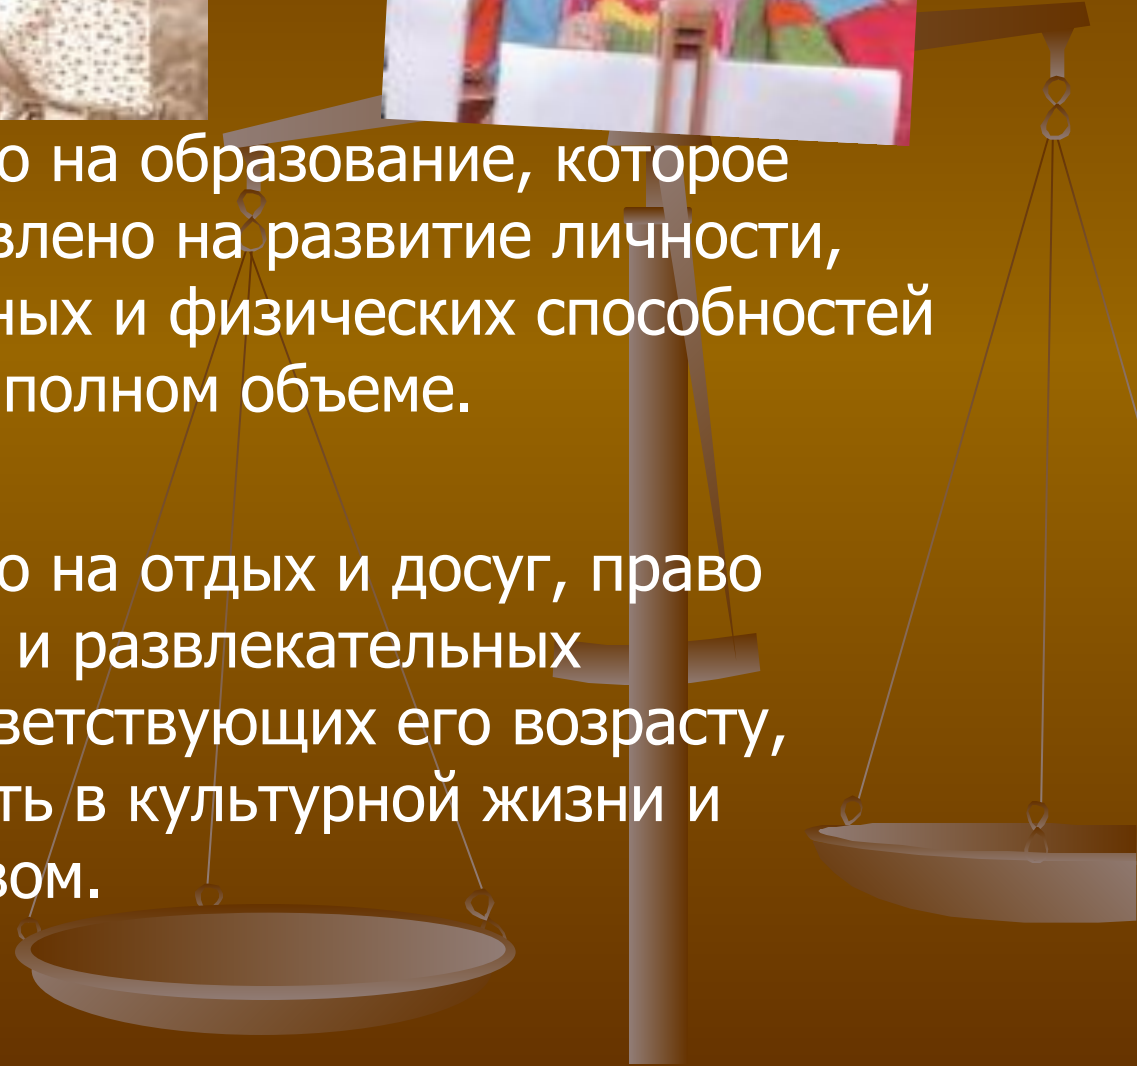 о на образование, которое
влено на развитие личности,
ных и физических способностей
полном объеме.
о на отдых и досуг, право
и развлекательных
ветствующих его возрасту,
ть в культурной жизни и
вом.